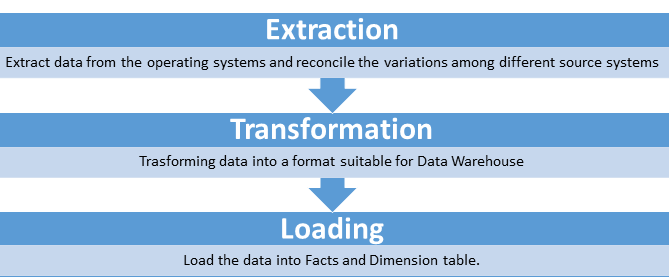 Extraction
Extract data from the operating systems and reconcile the variations among different source systems
Transformation
Trasforming data into a format suitable for Data Warehouse
Loading
Load the data into Facts and Dimension table.